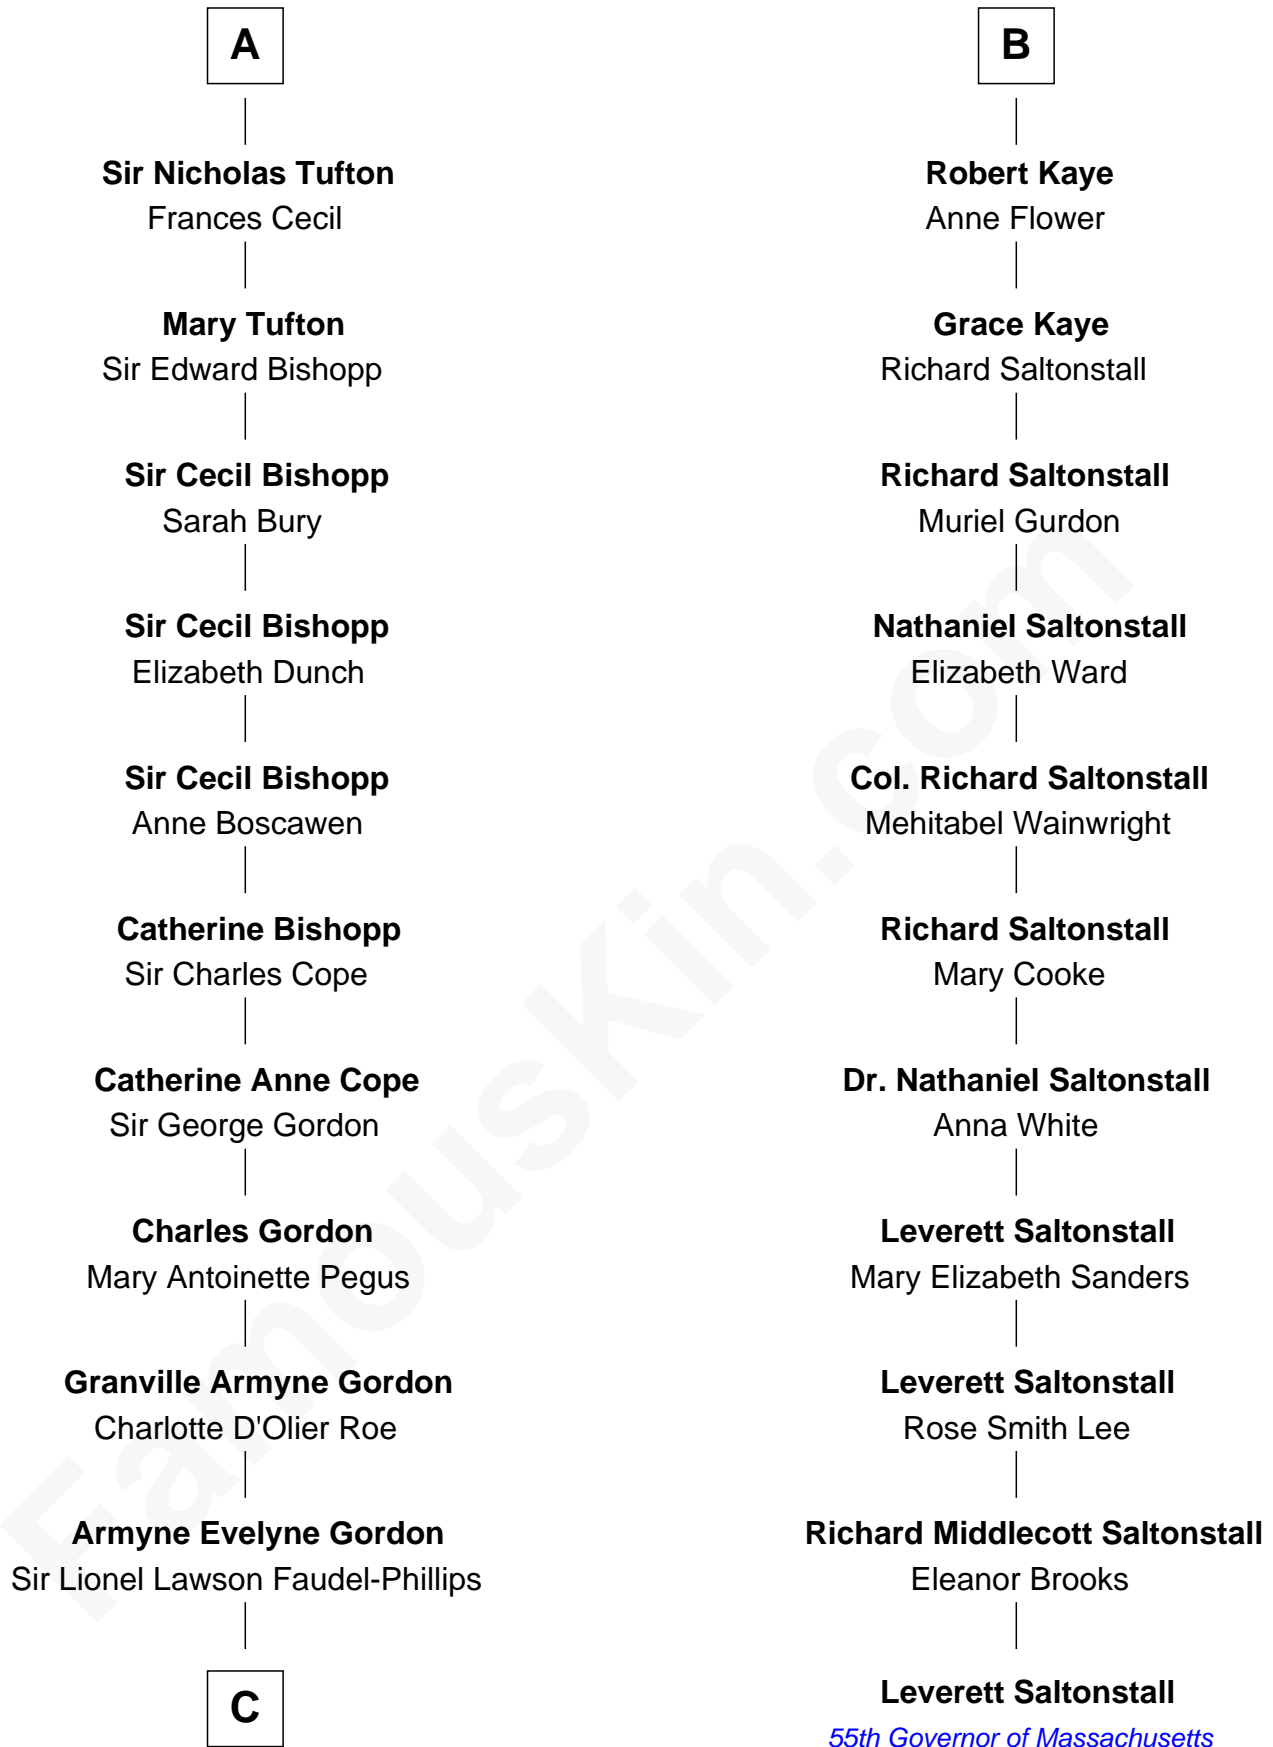 A
Sir Nicholas Tufton
Frances Cecil
Mary Tufton
Sir Edward Bishopp
Sir Cecil Bishopp
Sarah Bury
Sir Cecil Bishopp
Elizabeth Dunch
Sir Cecil Bishopp
Anne Boscawen
Catherine Bishopp
Sir Charles Cope
Catherine Anne Cope
Sir George Gordon
Charles Gordon
Mary Antoinette Pegus
Granville Armyne Gordon
Charlotte D'Olier Roe
Armyne Evelyne Gordon
Sir Lionel Lawson Faudel-Phillips
C
B
Robert Kaye
Anne Flower
Grace Kaye
Richard Saltonstall
Richard Saltonstall
Muriel Gurdon
Nathaniel Saltonstall
Elizabeth Ward
Col. Richard Saltonstall
Mehitabel Wainwright
Richard Saltonstall
Mary Cooke
Dr. Nathaniel Saltonstall
Anna White
Leverett Saltonstall
Mary Elizabeth Sanders
Leverett Saltonstall
Rose Smith Lee
Richard Middlecott Saltonstall
Eleanor Brooks
Leverett Saltonstall
55th Governor of Massachusetts
FamousKin.com